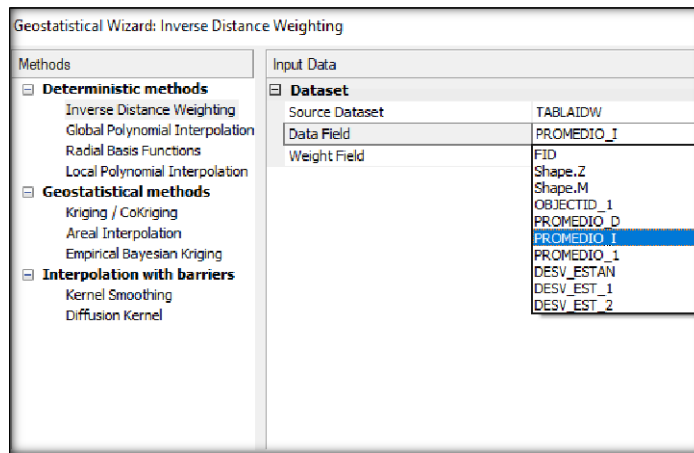 Geostatistical Wizard: Inverse Distance Weighting
Methods
Deterministic methods
Inverse Distance Weighting
Global Polynomial Interpolation
Radial Basis Functions
Local Polynomial Interpolation
Geostatistical methods
Kriging / CoKriging
Areal Interpolation
Empirical Bayesian Kriging
Interpolation with barriers
Kernel Smoothing
Diffusion Kernel
Input Data
Dataset
Source Dataset TABLAIDW
Data Field PROMEDIO_I
Weight Field
FID
Shape.Z
Shape.M
OBJECTID_1
PROMEDIO_D
PROMEDIO_I
PROMEDIO_1
DESV_ESTAN
DESV_EST_1
DESV_EST_2